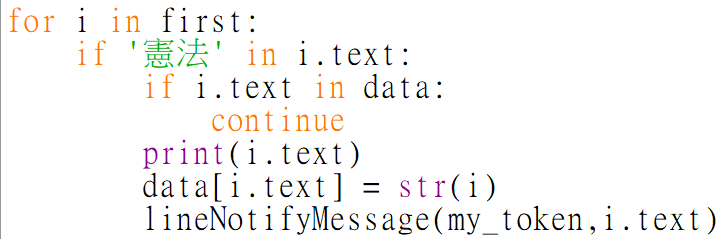 for i in first:
    if '憲法' in i.text:
        if i.text in data:
            continue
        print(i.text)
        data[i.text] = str(i)
        lineNotifyMessage(my_token,i.text)